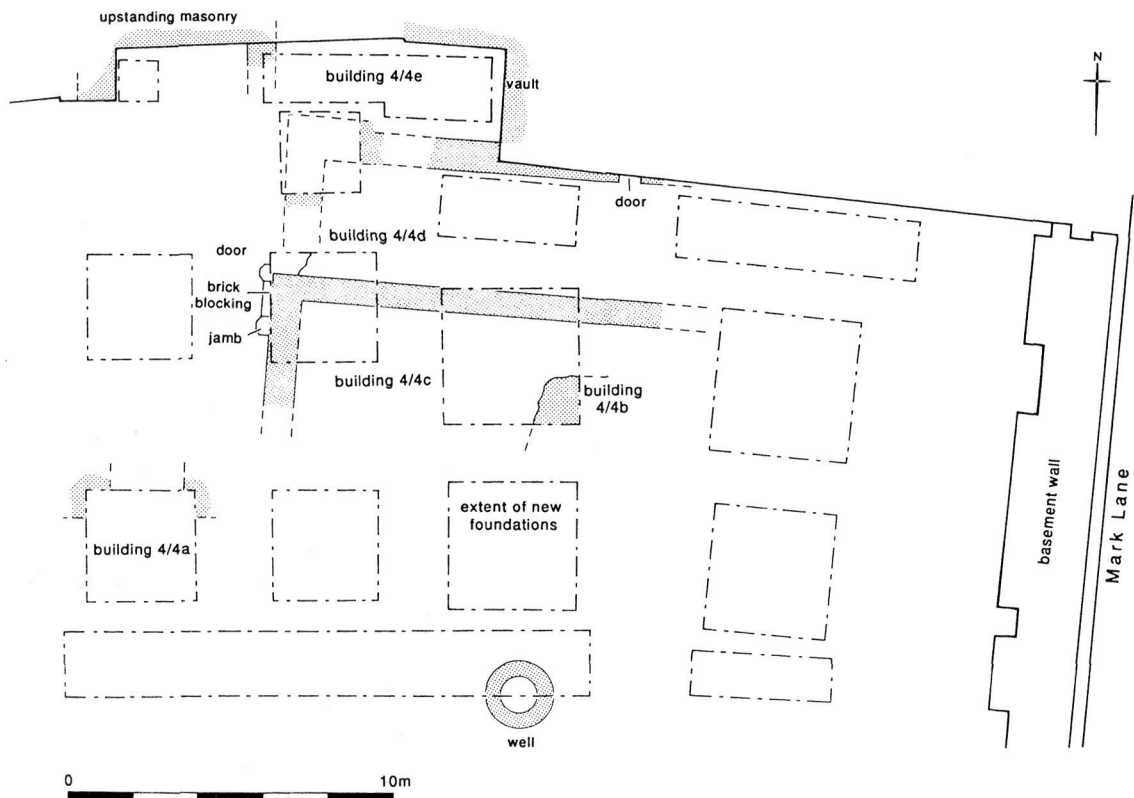 upstanding masonry
building 4/4e
vault
N
door
building 4/4d
door
brick
blocking
jamb
building 4/4c
building
4/4b
extent of new
foundations
building 4/4a
basement wall
Mark Lane
well
0
10m